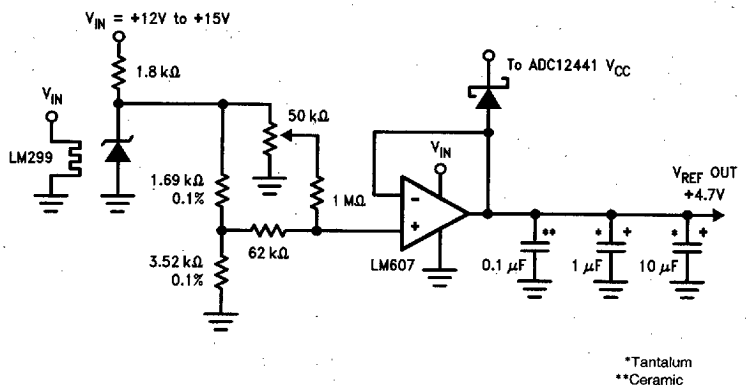 V_IN = +12V to +15V
1.8 kΩ
To ADC12441 V_CC
V_IN
50 kΩ
LM299
V_IN
V_REF OUT
+4.7V
1.69 kΩ
0.1%
1 MΩ
-
+
62 kΩ
LM607
**
0.1 µF
* +
1 µF
* +
10 µF
3.52 kΩ
0.1%
*Tantalum
**Ceramic